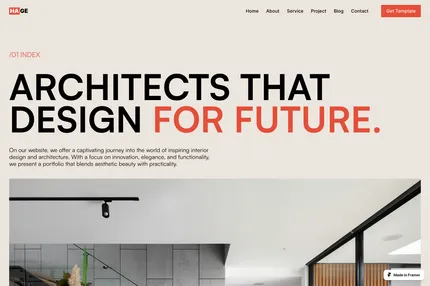 HAGE
Home About Service Project Blog Contact Get Template
/01 INDEX
ARCHITECTS THAT
DESIGN FOR FUTURE.
On our website, we offer a captivating journey into the world of inspiring interior
design and architecture. With a focus on innovation, elegance, and functionality,
we present a portfolio that blends aesthetic beauty with practicality.
Made in Framer